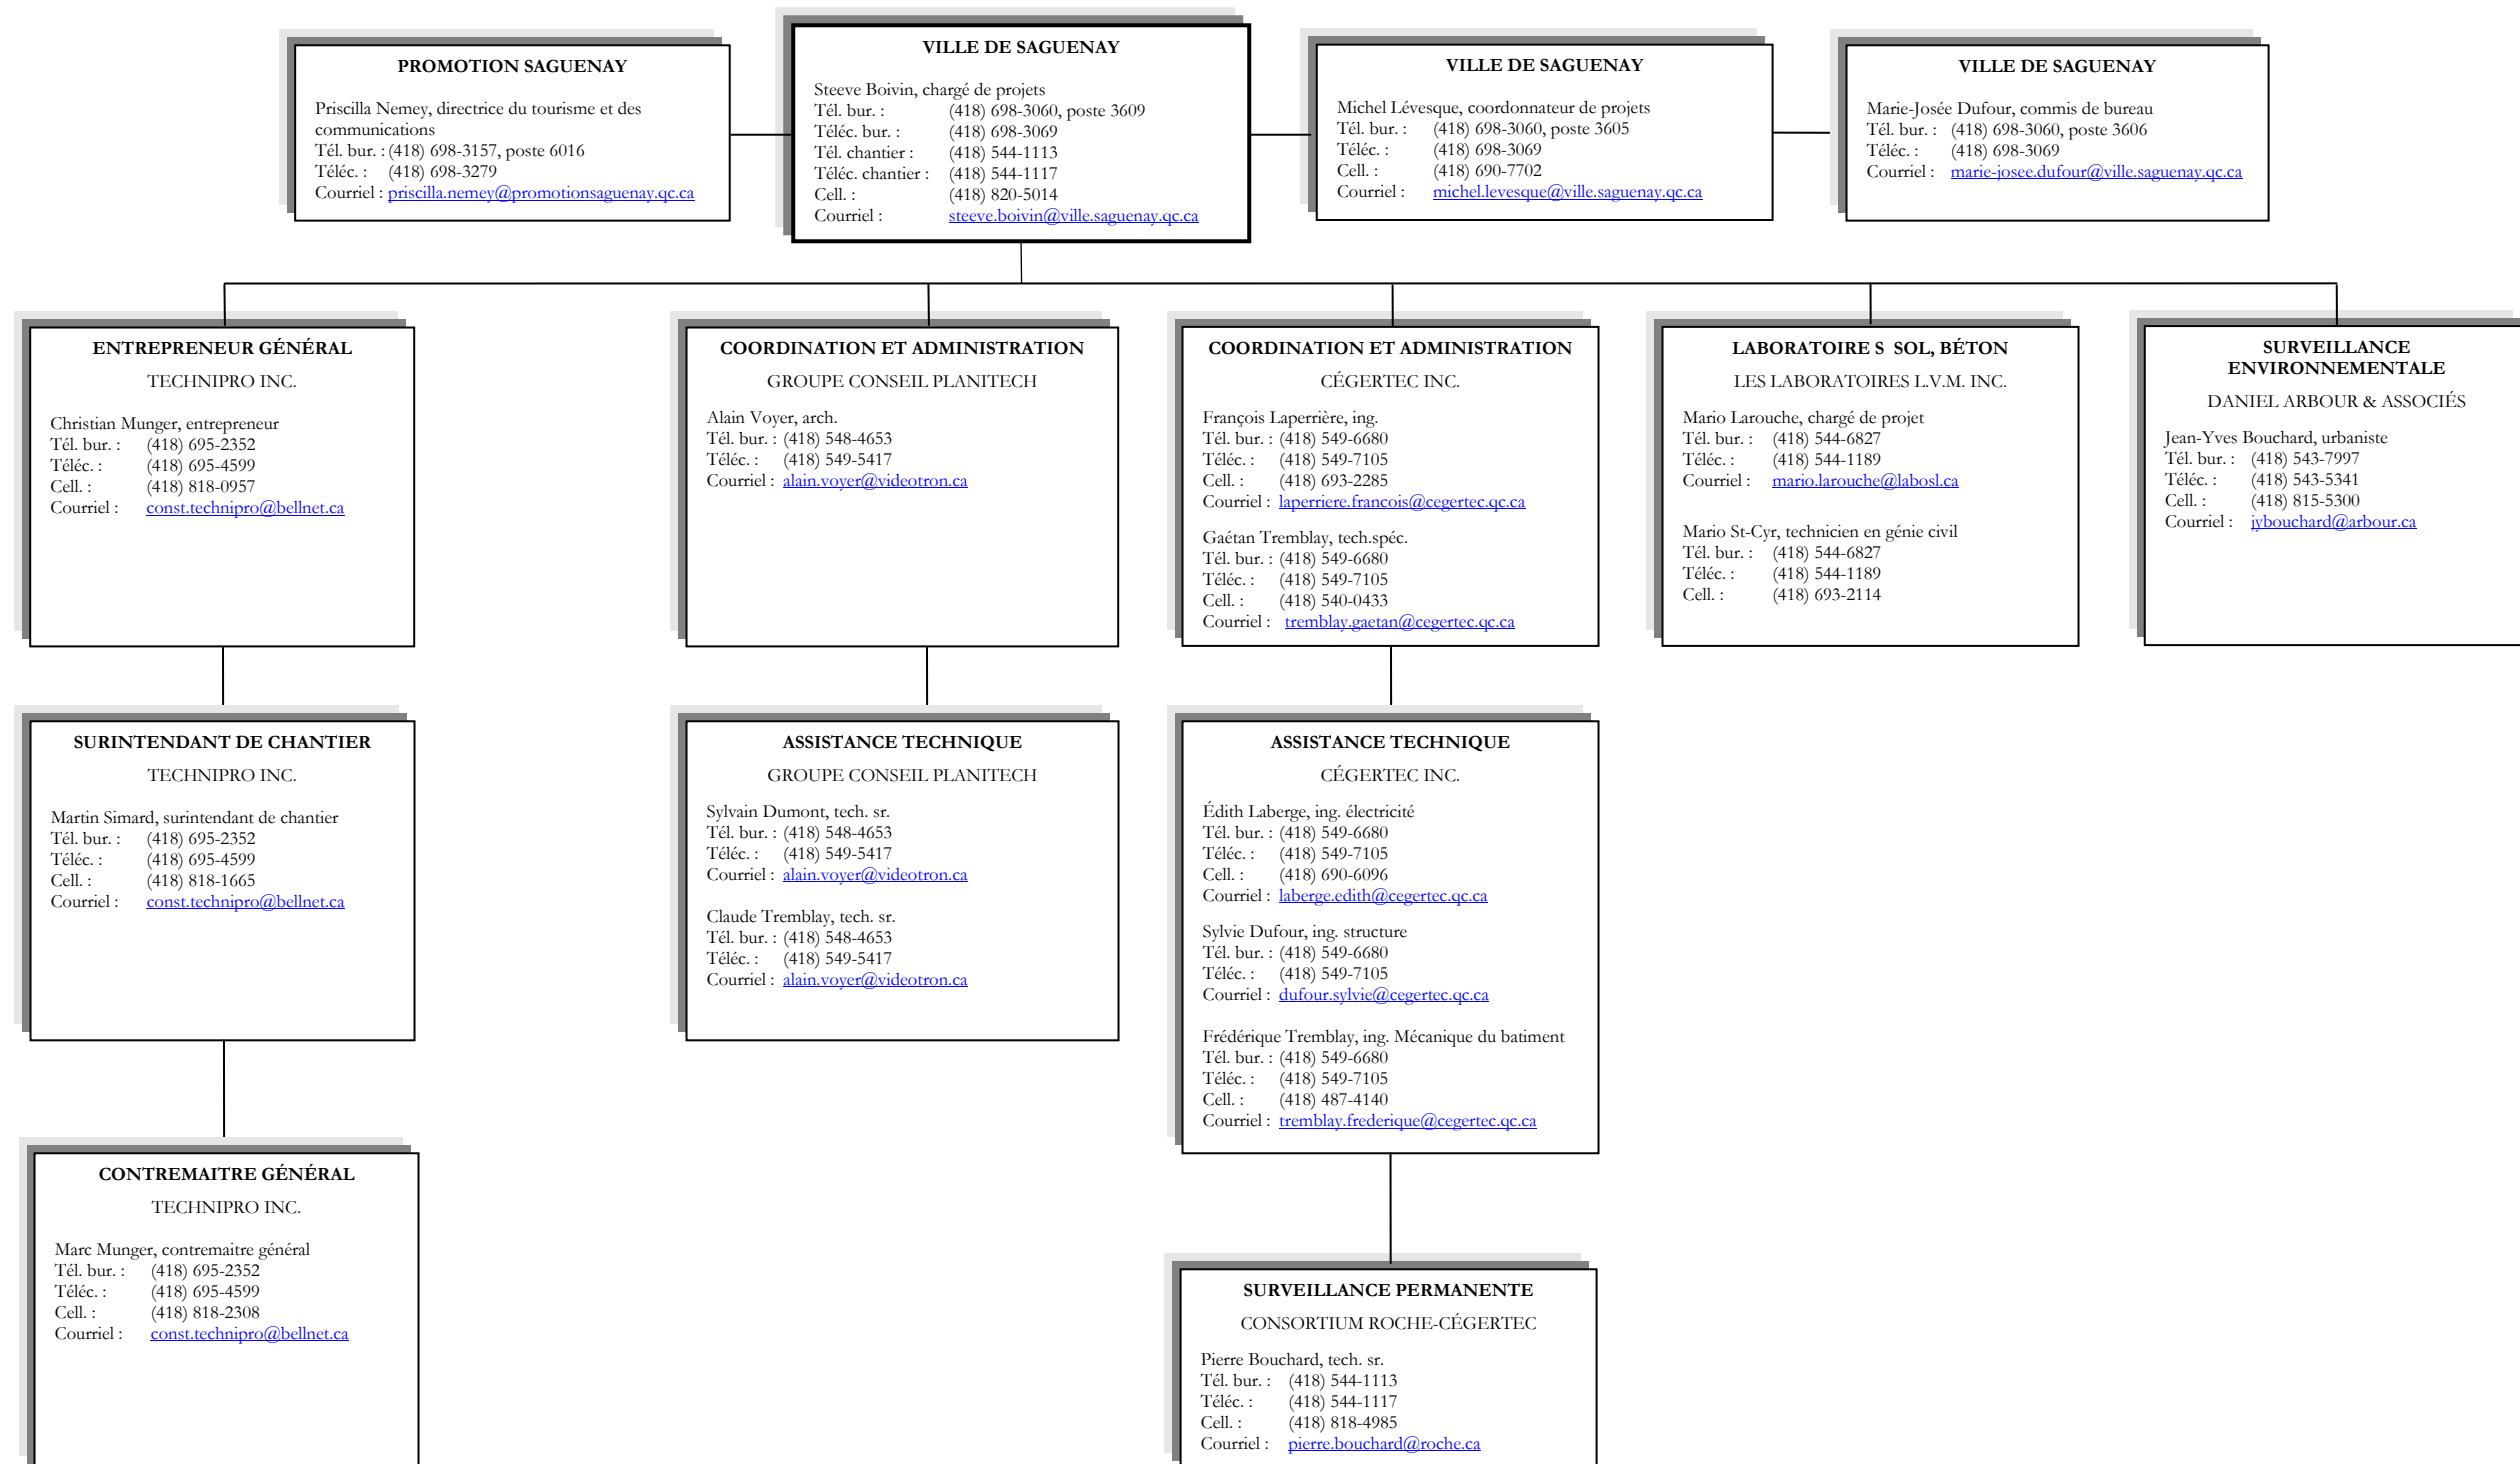 PROMOTION SAGUENAY
Priscilla Nemey, directrice du tourisme et des
communications
Tél. bur. : (418) 698-3157, poste 6016
Téléc. : (418) 698-3279
Courriel : priscilla.nemey@promotionsaguenay.qc.ca
VILLE DE SAGUENAY
Steeve Boivin, chargé de projets
Tél. bur. : (418) 698-3060, poste 3609
Téléc. bur. : (418) 698-3069
Tél. chantier : (418) 544-1113
Téléc. chantier : (418) 544-1117
Cell. : (418) 820-5014
Courriel : steeve.boivin@ville.saguenay.qc.ca
VILLE DE SAGUENAY
Michel Lévesque, coordonnateur de projets
Tél. bur. : (418) 698-3060, poste 3605
Téléc. : (418) 698-3069
Cell. : (418) 690-7702
Courriel : michel.levesque@ville.saguenay.qc.ca
VILLE DE SAGUENAY
Marie-Josée Dufour, commis de bureau
Tél. bur. : (418) 698-3060, poste 3606
Téléc. : (418) 698-3069
Courriel : marie-josee.dufour@ville.saguenay.qc.ca
ENTREPRENEUR GÉNÉRAL
TECHNIPRO INC.
Christian Munger, entrepreneur
Tél. bur. : (418) 695-2352
Téléc. : (418) 695-4599
Cell. : (418) 818-0957
Courriel : const.technipro@bellnet.ca
COORDINATION ET ADMINISTRATION
GROUPE CONSEIL PLANITECH
Alain Voyer, arch.
Tél. bur. : (418) 548-4653
Téléc. : (418) 549-5417
Courriel : alain.voyer@videotron.ca
COORDINATION ET ADMINISTRATION
CÉGERTEC INC.
François Laperrière, ing.
Tél. bur. : (418) 549-6680
Téléc. : (418) 549-7105
Cell. : (418) 693-2285
Courriel : laperriere.francois@cegertec.qc.ca
Gaétan Tremblay, tech.spéc.
Tél. bur. : (418) 549-6680
Téléc. : (418) 549-7105
Cell. : (418) 540-0433
Courriel : tremblay.gaetan@cegertec.qc.ca
LABORATOIRE S SOL, BÉTON
LES LABORATOIRES L.V.M. INC.
Mario Larouche, chargé de projet
Tél. bur. : (418) 544-6827
Téléc. : (418) 544-1189
Courriel : mario.larouche@labosl.ca
Mario St-Cyr, technicien en génie civil
Tél. bur. : (418) 544-6827
Téléc. : (418) 544-1189
Cell. : (418) 693-2114
SURVEILLANCE
ENVIRONNEMENTALE
DANIEL ARBOUR & ASSOCIÉS
Jean-Yves Bouchard, urbaniste
Tél. bur. : (418) 543-7997
Téléc. : (418) 543-5341
Cell. : (418) 815-5300
Courriel : jybouchard@arbour.ca
SURINTENDANT DE CHANTIER
TECHNIPRO INC.
Martin Simard, surintendant de chantier
Tél. bur. : (418) 695-2352
Téléc. : (418) 695-4599
Cell. : (418) 818-1665
Courriel : const.technipro@bellnet.ca
ASSISTANCE TECHNIQUE
GROUPE CONSEIL PLANITECH
Sylvain Dumont, tech. sr.
Tél. bur. : (418) 548-4653
Téléc. : (418) 549-5417
Courriel : alain.voyer@videotron.ca
Claude Tremblay, tech. sr.
Tél. bur. : (418) 548-4653
Téléc. : (418) 549-5417
Courriel : alain.voyer@videotron.ca
ASSISTANCE TECHNIQUE
CÉGERTEC INC.
Édith Laberge, ing. électricité
Tél. bur. : (418) 549-6680
Téléc. : (418) 549-7105
Cell. : (418) 690-6096
Courriel : laberge.edith@cegertec.qc.ca
Sylvie Dufour, ing. structure
Tél. bur. : (418) 549-6680
Téléc. : (418) 549-7105
Courriel : dufour.sylvie@cegertec.qc.ca
Frédérique Tremblay, ing. Mécanique du batiment
Tél. bur. : (418) 549-6680
Téléc. : (418) 549-7105
Cell. : (418) 487-4140
Courriel : tremblay.frederique@cegertec.qc.ca
CONTREMAITRE GÉNÉRAL
TECHNIPRO INC.
Marc Munger, contremaitre général
Tél. bur. : (418) 695-2352
Téléc. : (418) 695-4599
Cell. : (418) 818-2308
Courriel : const.technipro@bellnet.ca
SURVEILLANCE PERMANENTE
CONSORTIUM ROCHE-CÉGERTEC
Pierre Bouchard, tech. sr.
Tél. bur. : (418) 544-1113
Téléc. : (418) 544-1117
Cell. : (418) 818-4985
Courriel : pierre.bouchard@roche.ca